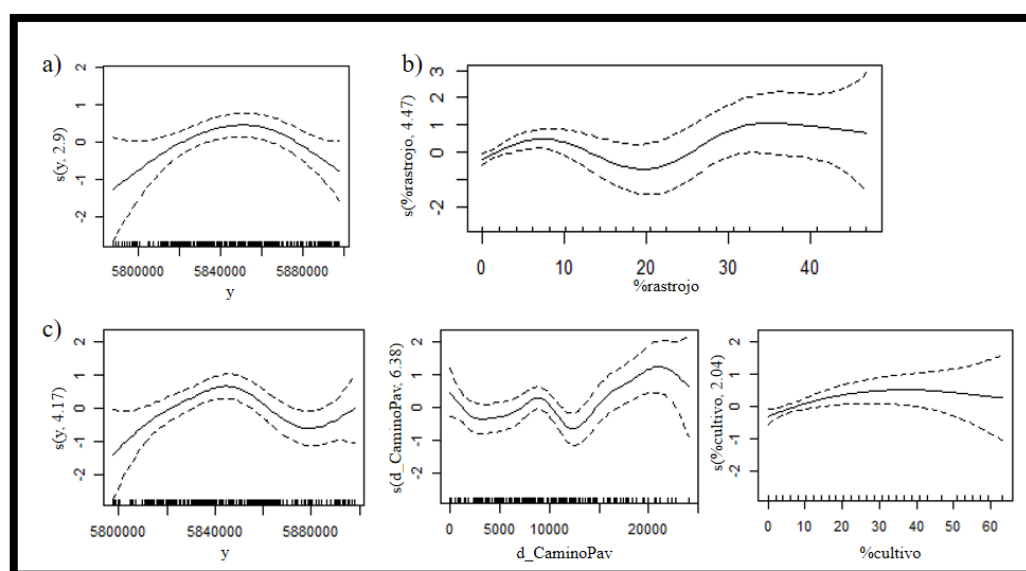 a)
2
1
0
-1
-2
s(y, 2.9)
5800000 5840000 5880000
y
b)
3
2
1
0
-2
s(%rastrojo, 4.47)
0 10 20 30 40
%rastrojo
c)
2
1
0
-1
-2
s(y, 4.17)
5800000 5840000 5880000
y
2
1
0
-1
-2
s(d_CaminoPav, 6.38)
0 10000 20000
d_CaminoPav
2
1
0
-1
-2
s(%cultivo, 2.04)
0 10 20 30 40 50 60
%cultivo